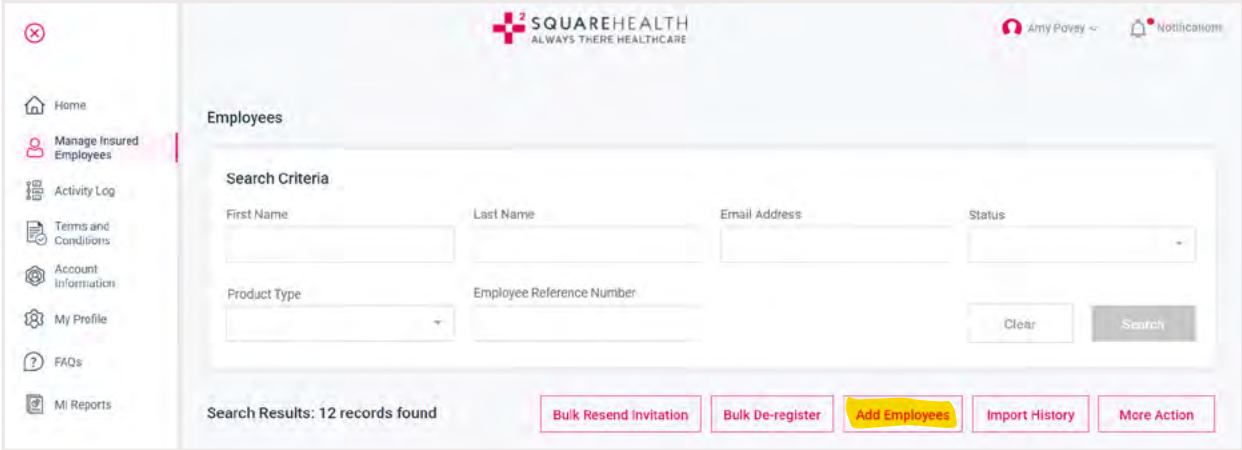 2 SQUAREHEALTH
ALWAYS THERE HEALTHCARE
Amy Povey
Notifications
Home
Manage Insured
Employees
Activity Log
Terms and
Conditions
Account
Information
My Profile
? FAQs
MI Reports
Employees
Search Criteria
First Name
Last Name
Email Address
Status
Product Type
Employee Reference Number
Clear
Search
Search Results: 12 records found
Bulk Resend Invitation
Bulk De-register
Add Employees
Import History
More Action